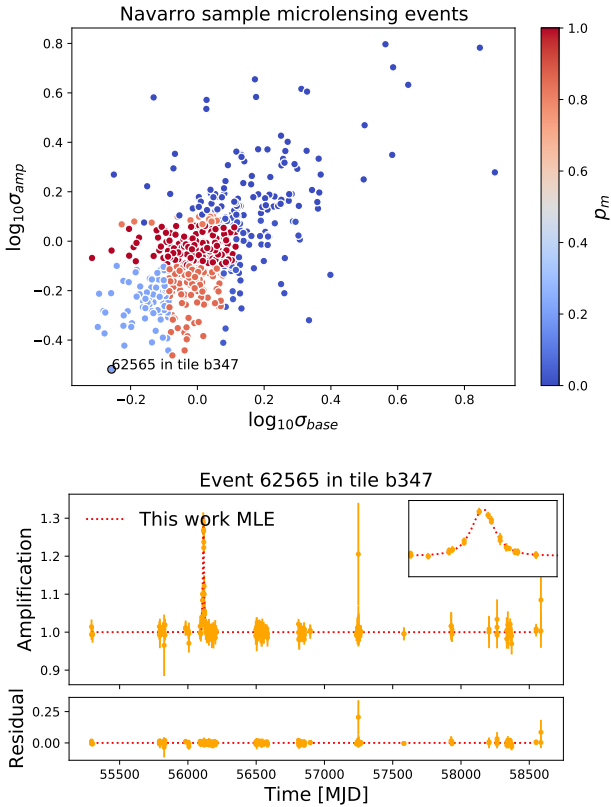 Navarro sample microlensing events
log₁₀σ_amp
0.8
0.6
0.4
0.2
0.0
−0.2
−0.4
62565 in tile b347
−0.2 0.0 0.2 0.4 0.6 0.8
log₁₀σ_base
1.0
0.8
0.6
0.4
0.2
0.0
p_m
Event 62565 in tile b347
This work MLE
Amplification
1.3
1.2
1.1
1.0
0.9
Residual
0.25
0.00
55500 56000 56500 57000 57500 58000 58500
Time [MJD]